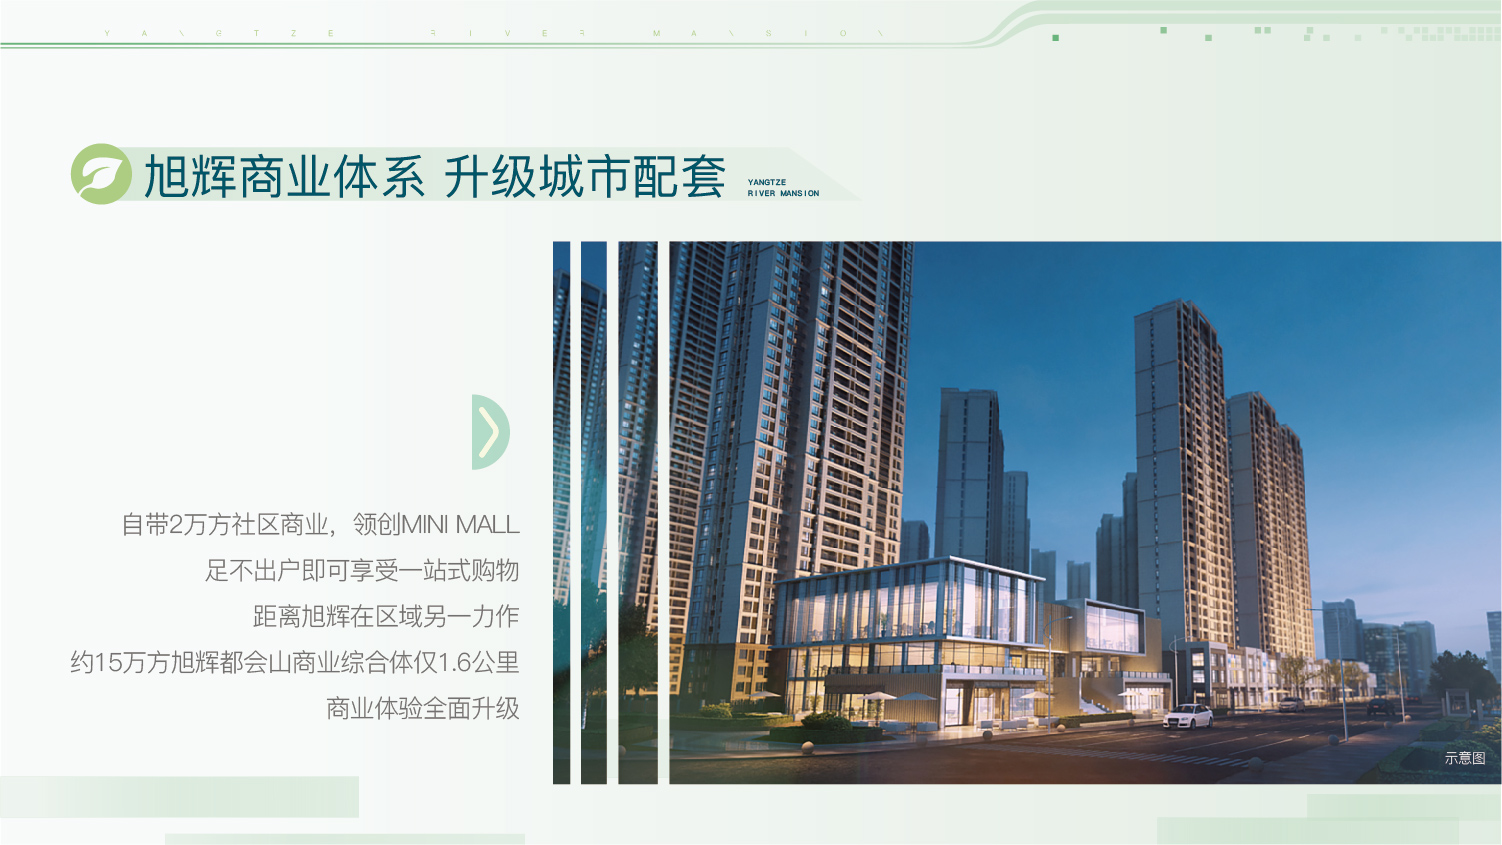 YANGTZE RIVER MANSION
旭辉商业体系 升级城市配套
YANGTZE
RIVER MANSION
自带2万方社区商业，领创MINI MALL
足不出户即可享受一站式购物
距离旭辉在区域另一力作
约15万方旭辉都会山商业综合体仅1.6公里
商业体验全面升级
示意图